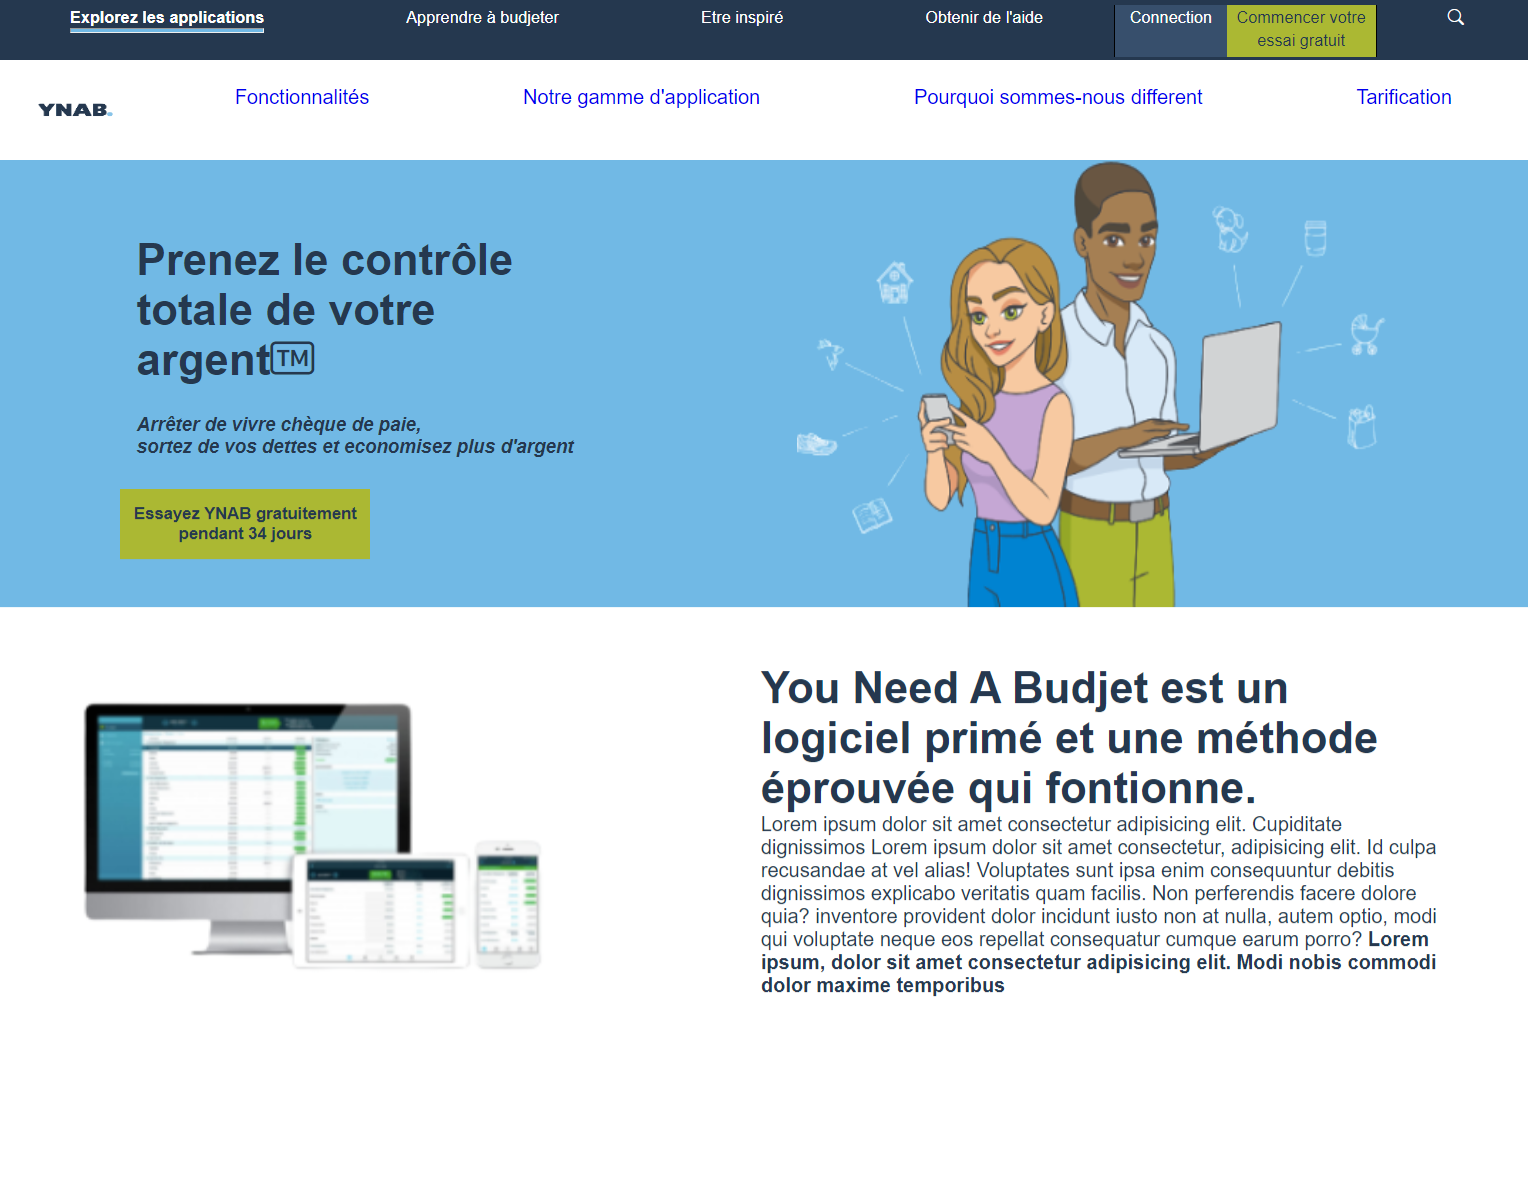 Explorez les applications
Apprendre à budjeter
Etre inspiré
Obtenir de l'aide
Connection
Commencer votre
essai gratuit
YNAB.
Fonctionnalités
Notre gamme d'application
Pourquoi sommes-nous different
Tarification
Prenez le contrôle
totale de votre
argent™
Arrêter de vivre chèque de paie,
sortez de vos dettes et economisez plus d'argent
Essayez YNAB gratuitement
pendant 34 jours
You Need A Budjet est un
logiciel primé et une méthode
éprouvée qui fontionne.
Lorem ipsum dolor sit amet consectetur adipisicing elit. Cupiditate
dignissimos Lorem ipsum dolor sit amet consectetur, adipisicing elit. Id culpa
recusandae at vel alias! Voluptates sunt ipsa enim consequuntur debitis
dignissimos explicabo veritatis quam facilis. Non perferendis facere dolore
quia? inventore provident dolor incidunt iusto non at nulla, autem optio, modi
qui voluptate neque eos repellat consequatur cumque earum porro? Lorem
ipsum, dolor sit amet consectetur adipisicing elit. Modi nobis commodi
dolor maxime temporibus